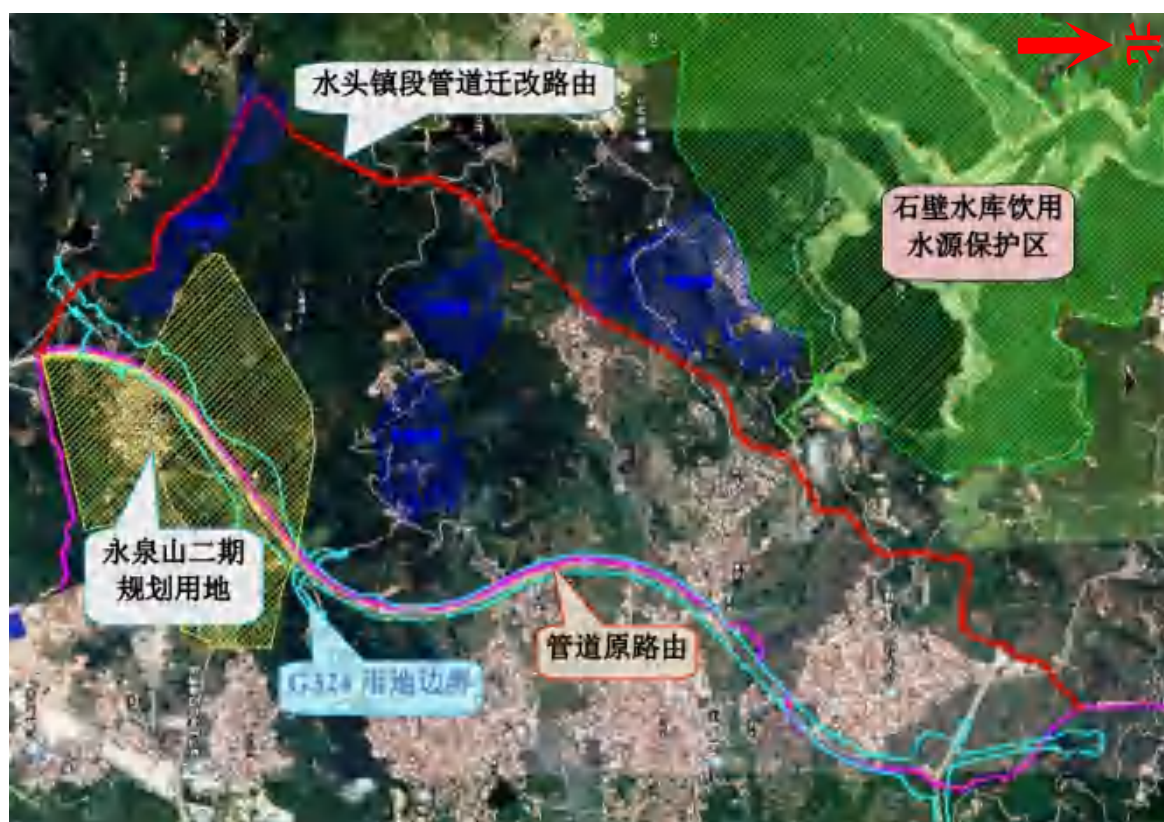 北
水头镇段管道迁改路由
石壁水库饮用
水源保护区
永泉山二期
规划用地
管道原路由
G324 用地边界